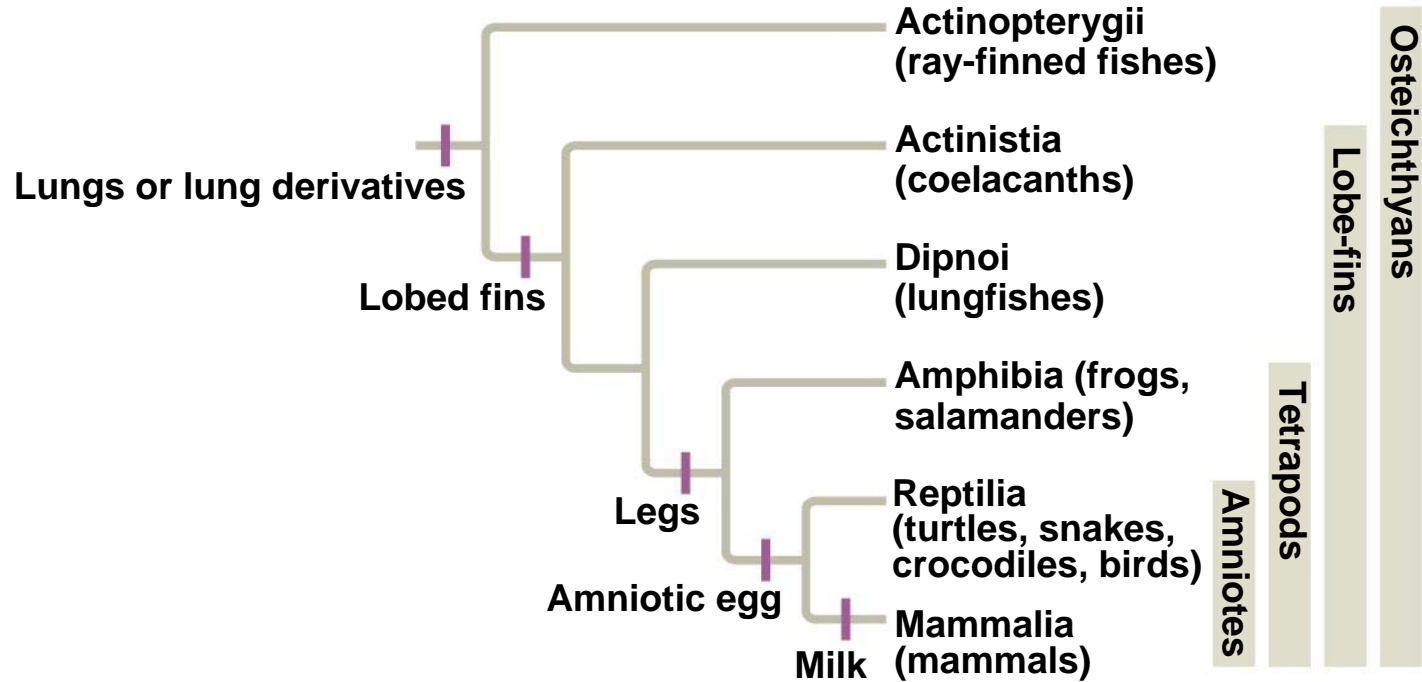 Actinopterygii
(ray-finned fishes)
Actinistia
(coelacanths)
Lungs or lung derivatives
Dipnoi
(lungfishes)
Lobed fins
Amphibia (frogs,
salamanders)
Reptilia
(turtles, snakes,
crocodiles, birds)
Legs
Amniotic egg
Mammalia
(mammals)
Milk
Amniotes
Tetrapods
Lobe-fins
Osteichthyans